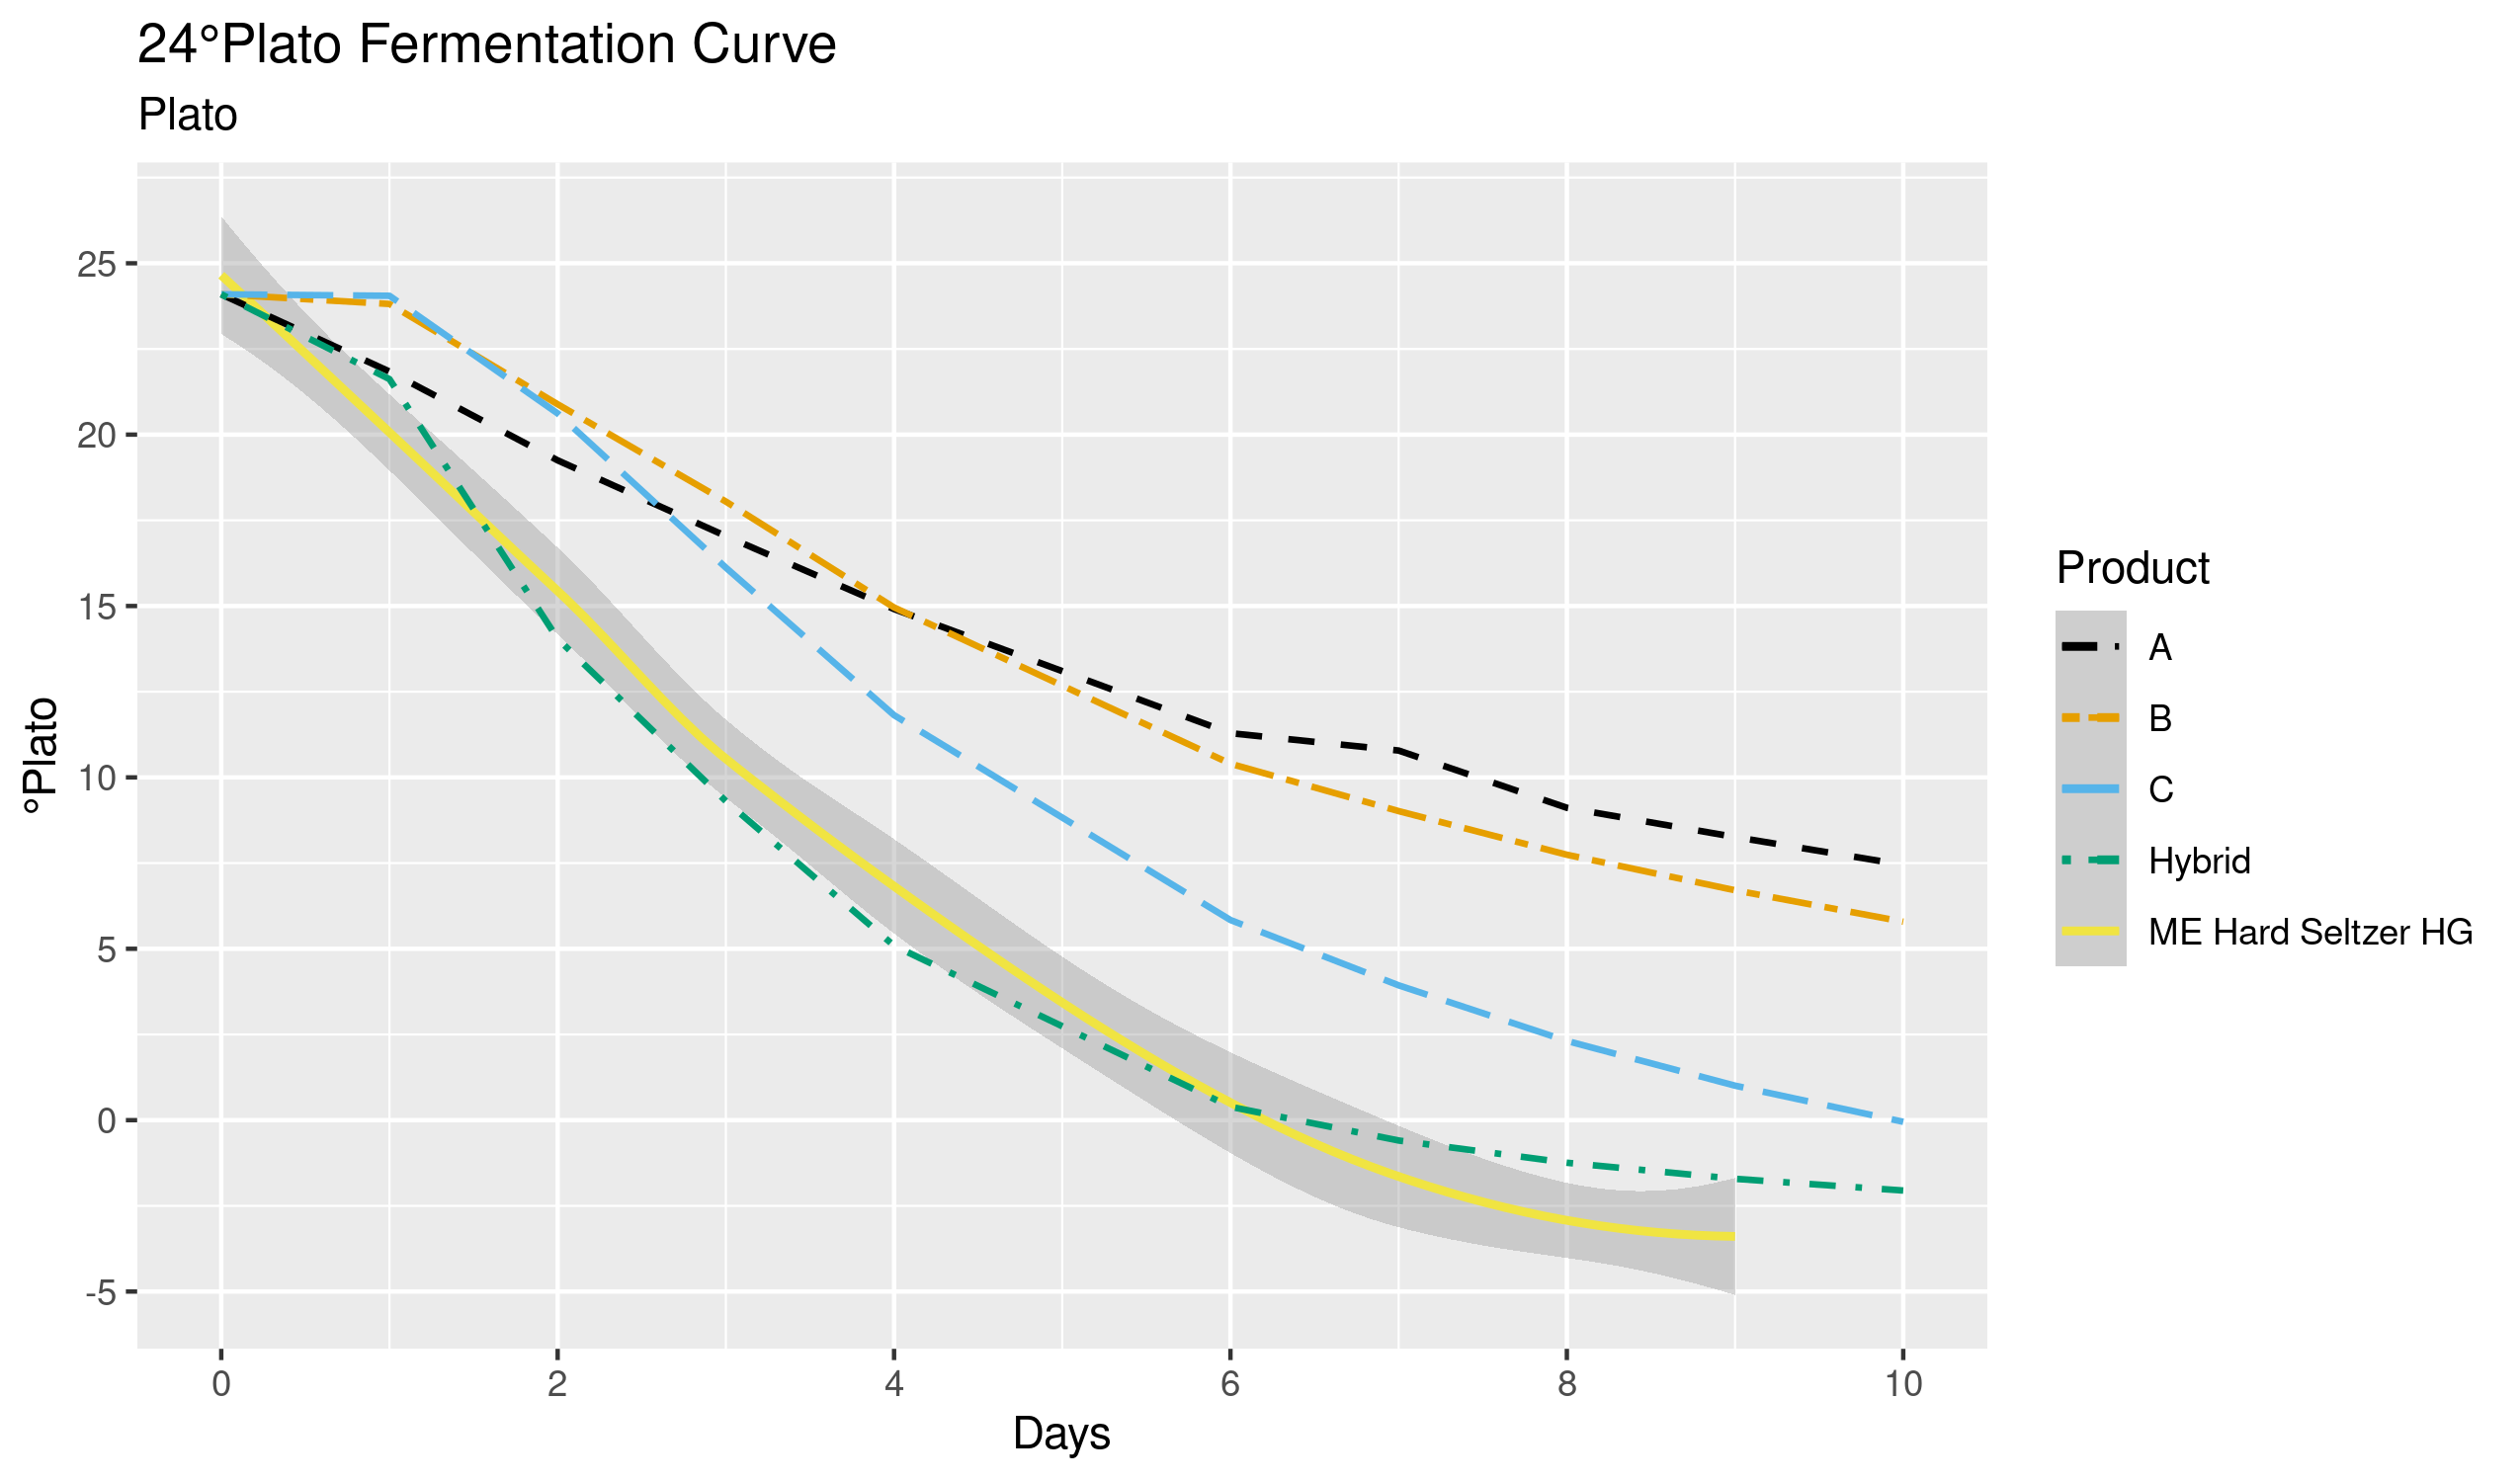 24°Plato Fermentation Curve
Plato
°Plato
25
20
15
10
5
0
-5
0 2 4 6 8 10
Days
Product
A
B
C
Hybrid
ME Hard Seltzer HG